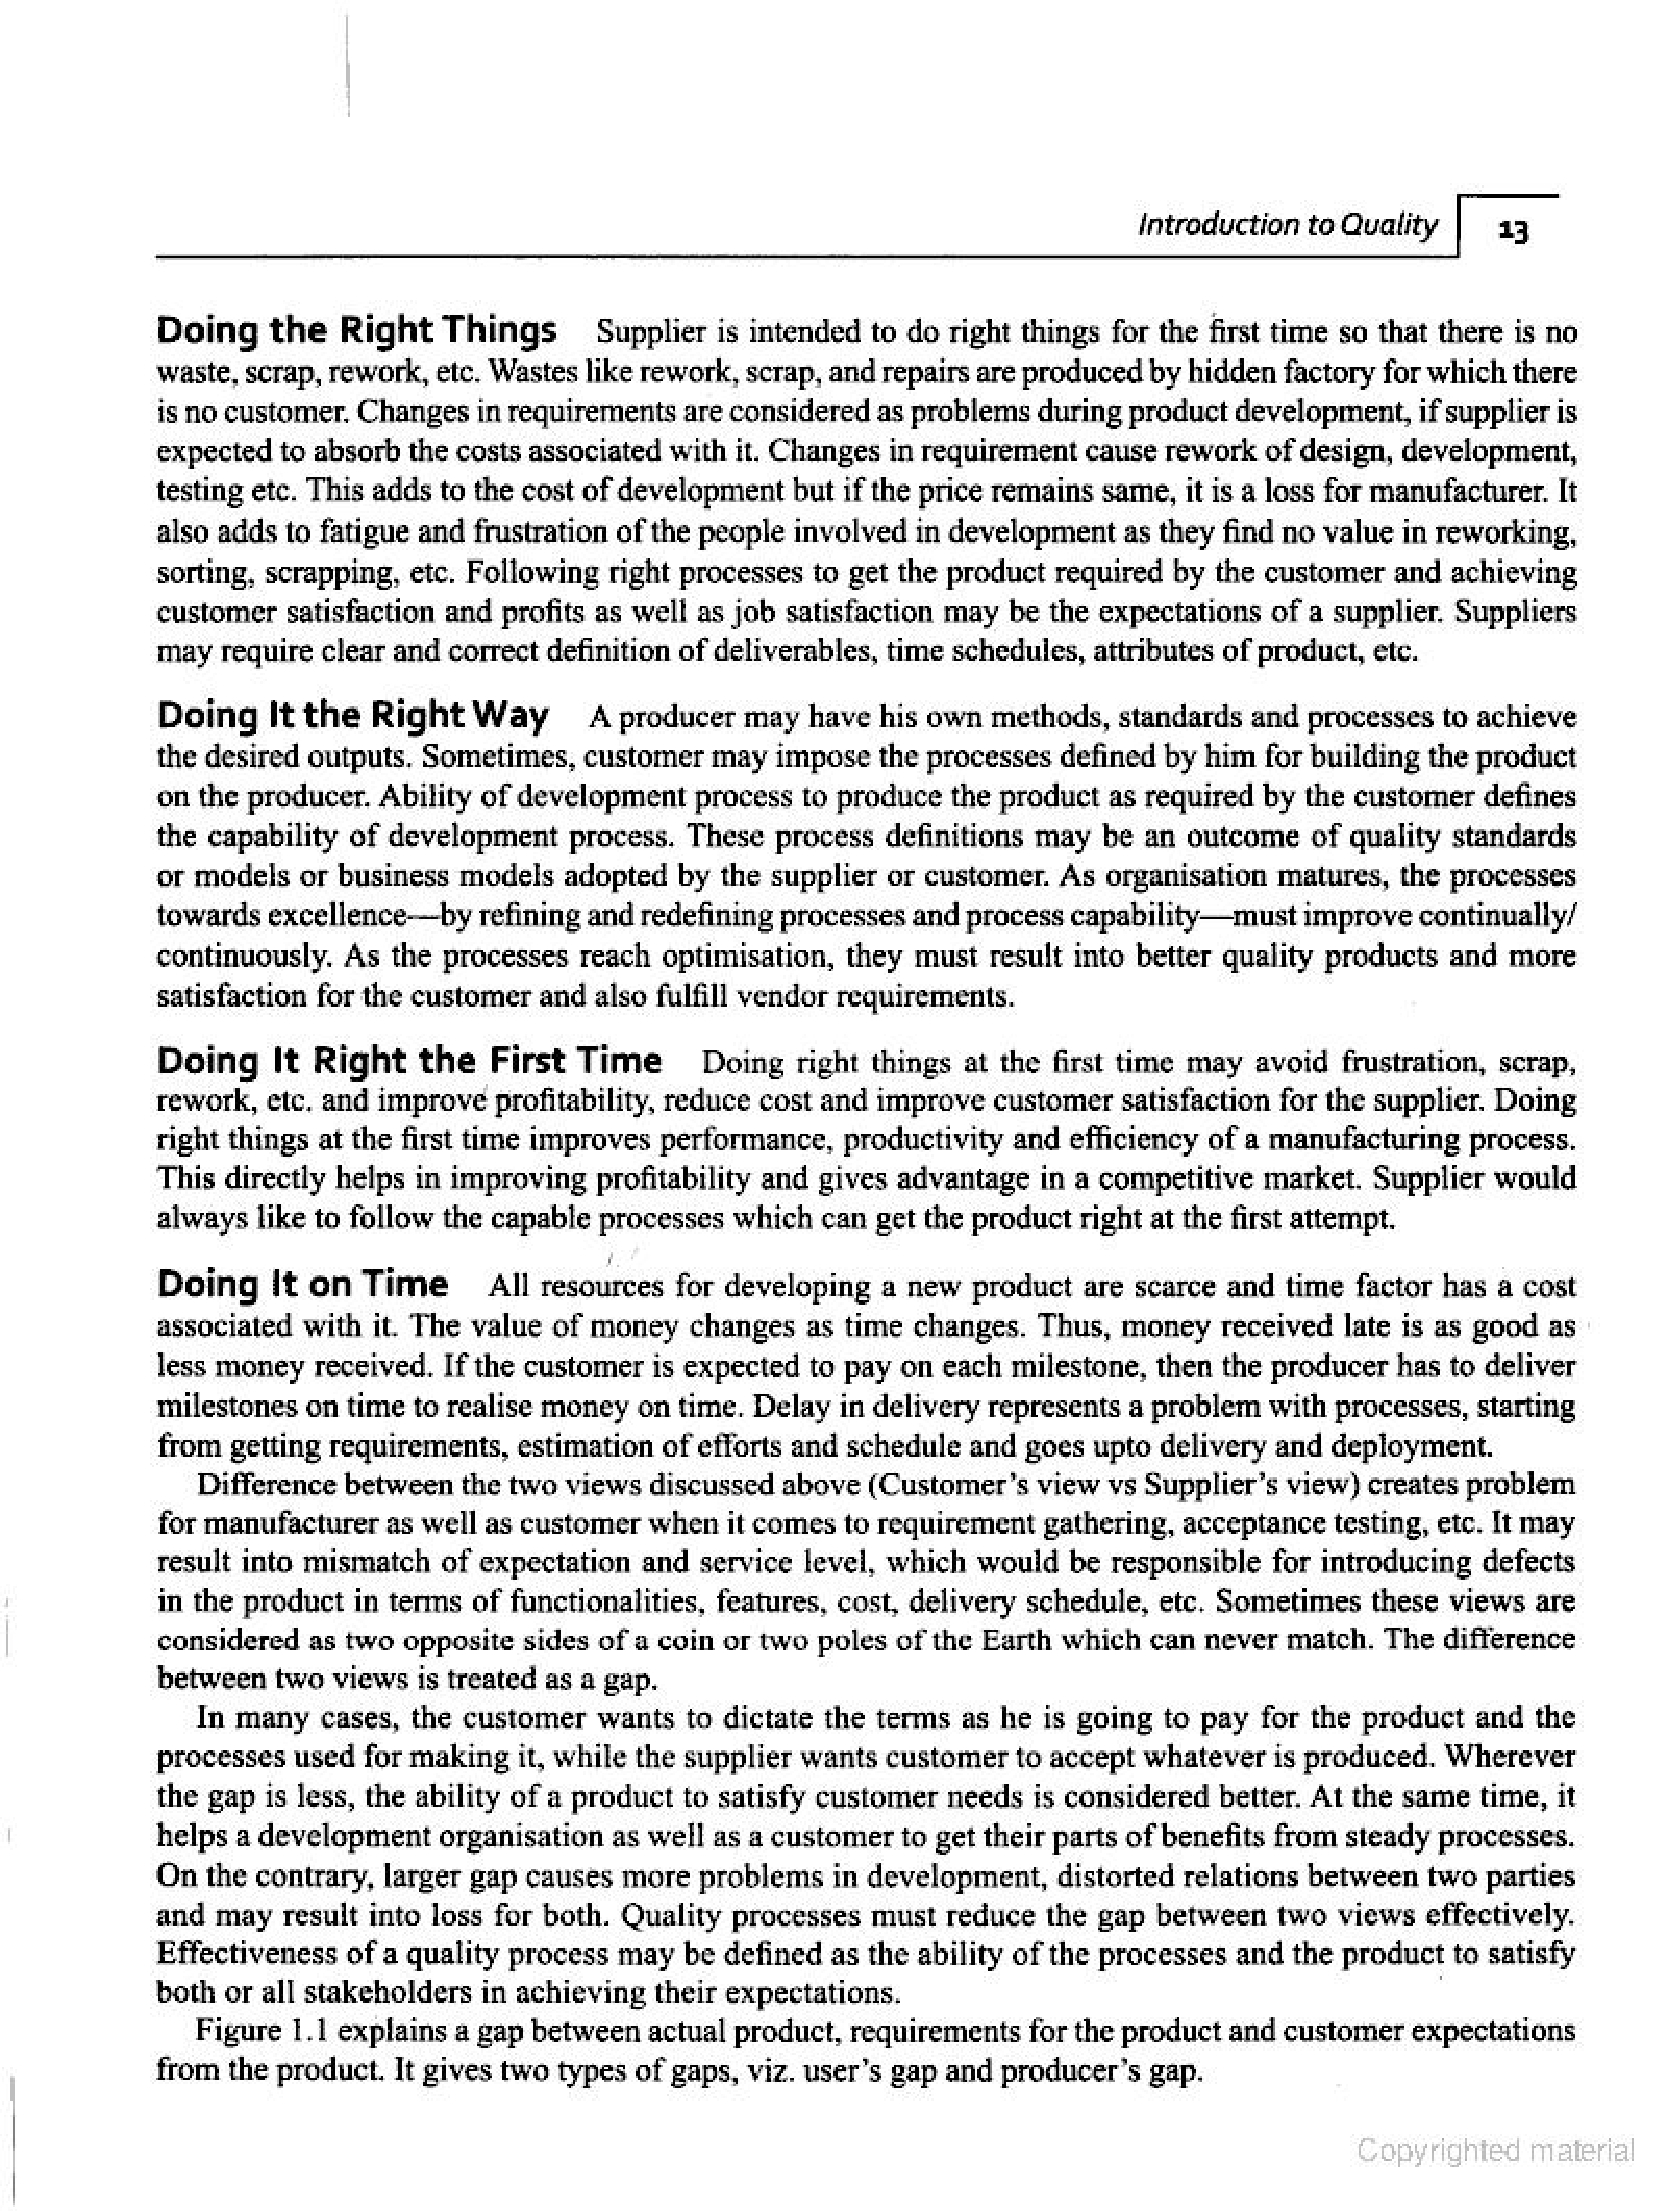 Introduction to Quality 13
Doing the Right Things Supplier is intended to do right things for the first time so that there is no
waste, scrap, rework, etc. Wastes like rework, scrap, and repairs are produced by hidden factory for which there
is no customer. Changes in requirements are considered as problems during product development, if supplier is
expected to absorb the costs associated with it. Changes in requirement cause rework of design, development,
testing etc. This adds to the cost of development but if the price remains same, it is a loss for manufacturer. It
also adds to fatigue and frustration of the people involved in development as they find no value in reworking,
sorting, scrapping, etc. Following right processes to get the product required by the customer and achieving
customer satisfaction and profits as well as job satisfaction may be the expectations of a supplier. Suppliers
may require clear and correct definition of deliverables, time schedules, attributes of product, etc.
Doing It the Right Way A producer may have his own methods, standards and processes to achieve
the desired outputs. Sometimes, customer may impose the processes defined by him for building the product
on the producer. Ability of development process to produce the product as required by the customer defines
the capability of development process. These process definitions may be an outcome of quality standards
or models or business models adopted by the supplier or customer. As organisation matures, the processes
towards excellence—by refining and redefining processes and process capability—must improve continually/
continuously. As the processes reach optimisation, they must result into better quality products and more
satisfaction for the customer and also fulfill vendor requirements.
Doing It Right the First Time Doing right things at the first time may avoid frustration, scrap,
rework, etc. and improve profitability, reduce cost and improve customer satisfaction for the supplier. Doing
right things at the first time improves performance, productivity and efficiency of a manufacturing process.
This directly helps in improving profitability and gives advantage in a competitive market. Supplier would
always like to follow the capable processes which can get the product right at the first attempt.
Doing It on Time All resources for developing a new product are scarce and time factor has a cost
associated with it. The value of money changes as time changes. Thus, money received late is as good as
less money received. If the customer is expected to pay on each milestone, then the producer has to deliver
milestones on time to realise money on time. Delay in delivery represents a problem with processes, starting
from getting requirements, estimation of efforts and schedule and goes upto delivery and deployment.
Difference between the two views discussed above (Customer's view vs Supplier's view) creates problem
for manufacturer as well as customer when it comes to requirement gathering, acceptance testing, etc. It may
result into mismatch of expectation and service level, which would be responsible for introducing defects
in the product in terms of functionalities, features, cost, delivery schedule, etc. Sometimes these views are
considered as two opposite sides of a coin or two poles of the Earth which can never match. The difference
between two views is treated as a gap.
In many cases, the customer wants to dictate the terms as he is going to pay for the product and the
processes used for making it, while the supplier wants customer to accept whatever is produced. Wherever
the gap is less, the ability of a product to satisfy customer needs is considered better. At the same time, it
helps a development organisation as well as a customer to get their parts of benefits from steady processes.
On the contrary, larger gap causes more problems in development, distorted relations between two parties
and may result into loss for both. Quality processes must reduce the gap between two views effectively.
Effectiveness of a quality process may be defined as the ability of the processes and the product to satisfy
both or all stakeholders in achieving their expectations.
Figure 1.1 explains a gap between actual product, requirements for the product and customer expectations
from the product. It gives two types of gaps, viz. user's gap and producer's gap.
Copyrighted material